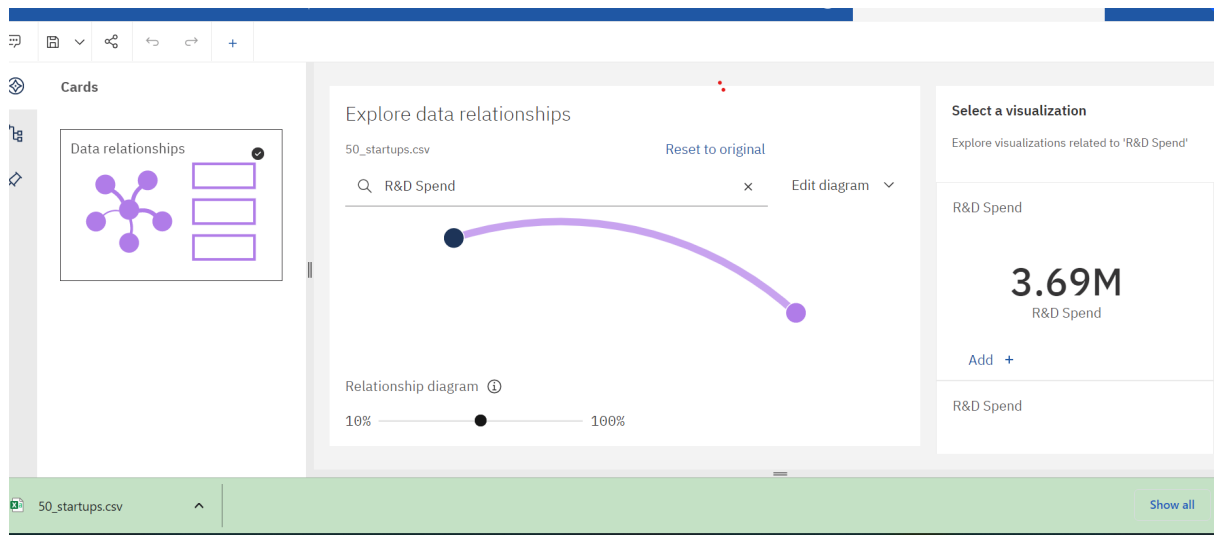 Cards
Data relationships
Explore data relationships
50_startups.csv
Reset to original
R&D Spend
Edit diagram
Relationship diagram
10%
100%
Select a visualization
Explore visualizations related to 'R&D Spend'
R&D Spend
3.69M
R&D Spend
Add +
R&D Spend
50_startups.csv
Show all